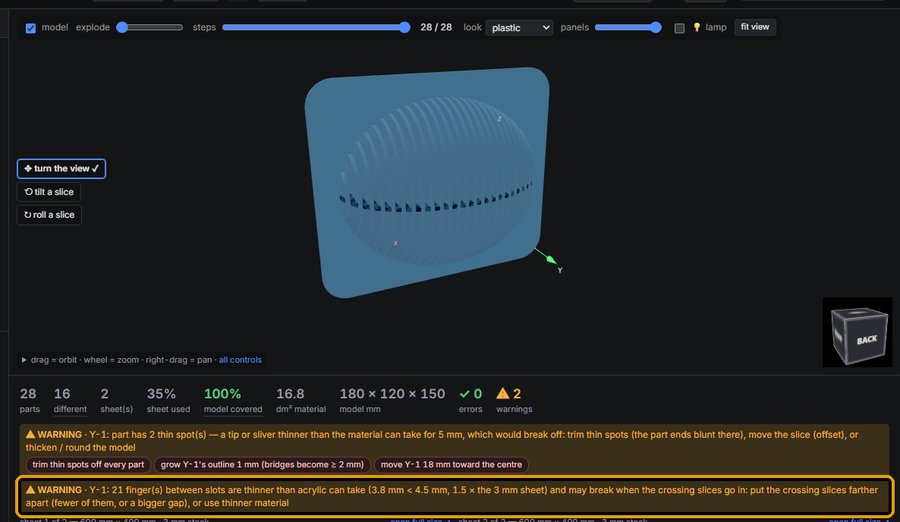 model explode steps 28 / 28 look plastic panels 💡 lamp fit view
✥ turn the view ✓
⟲ tilt a slice
↻ roll a slice
Z
X
Y
BACK
▶ drag = orbit · wheel = zoom · right-drag = pan · all controls
28 16 2 35% 100% 16.8 180 × 120 × 150 ✓ 0 ⚠ 2
parts different sheet(s) sheet used model covered dm² material model mm errors warnings
⚠ WARNING · Y-1: part has 2 thin spot(s) — a tip or sliver thinner than the material can take for 5 mm, which would break off: trim thin spots (the part ends blunt there), move the slice (offset), or
thicken / round the model
trim thin spots off every part grow Y-1's outline 1 mm (bridges become ≥ 2 mm) move Y-1 18 mm toward the centre
⚠ WARNING · Y-1: 21 finger(s) between slots are thinner than acrylic can take (3.8 mm < 4.5 mm, 1.5 × the 3 mm sheet) and may break when the crossing slices go in: put the crossing slices farther
apart (fewer of them, or a bigger gap), or use thinner material